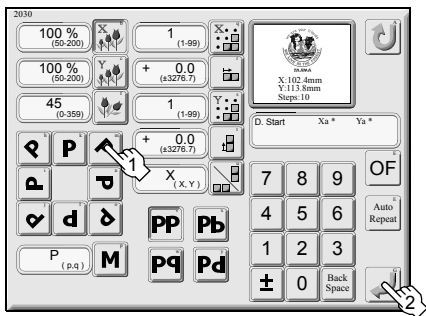 2030
100 %
(50-200)
X
1
(1-99)
X
100 %
(50-200)
Y
+ 0.0
(±3276.7)
TAJIMA
X:102.4mm
Y:113.8mm
Steps:10
45
(0-359)
1
(1-99)
Y
D. Start Xa * Ya *
P P P
+ 0.0
(±3276.7)
P P
X
(X, Y)
7 8 9 OF
P P P
PP Pb
4 5 6 Auto
Repeat
1 2 3
P
(p,q)
M Pq Pd
± 0 Back
Space
1
2